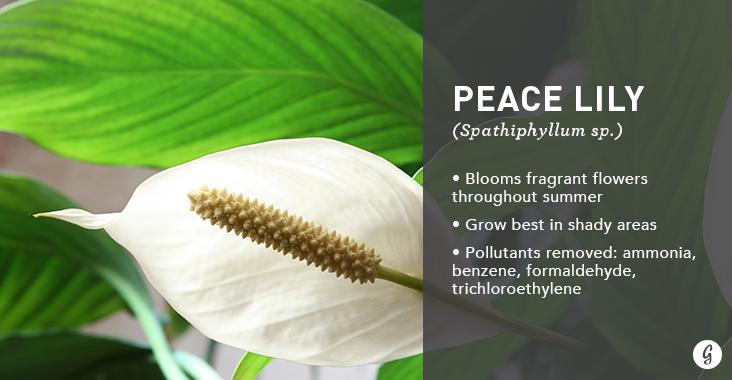 PEACE LILY
(Spathiphyllum sp.)
• Blooms fragrant flowers
throughout summer
• Grow best in shady areas
• Pollutants removed: ammonia,
benzene, formaldehyde,
trichloroethylene
G